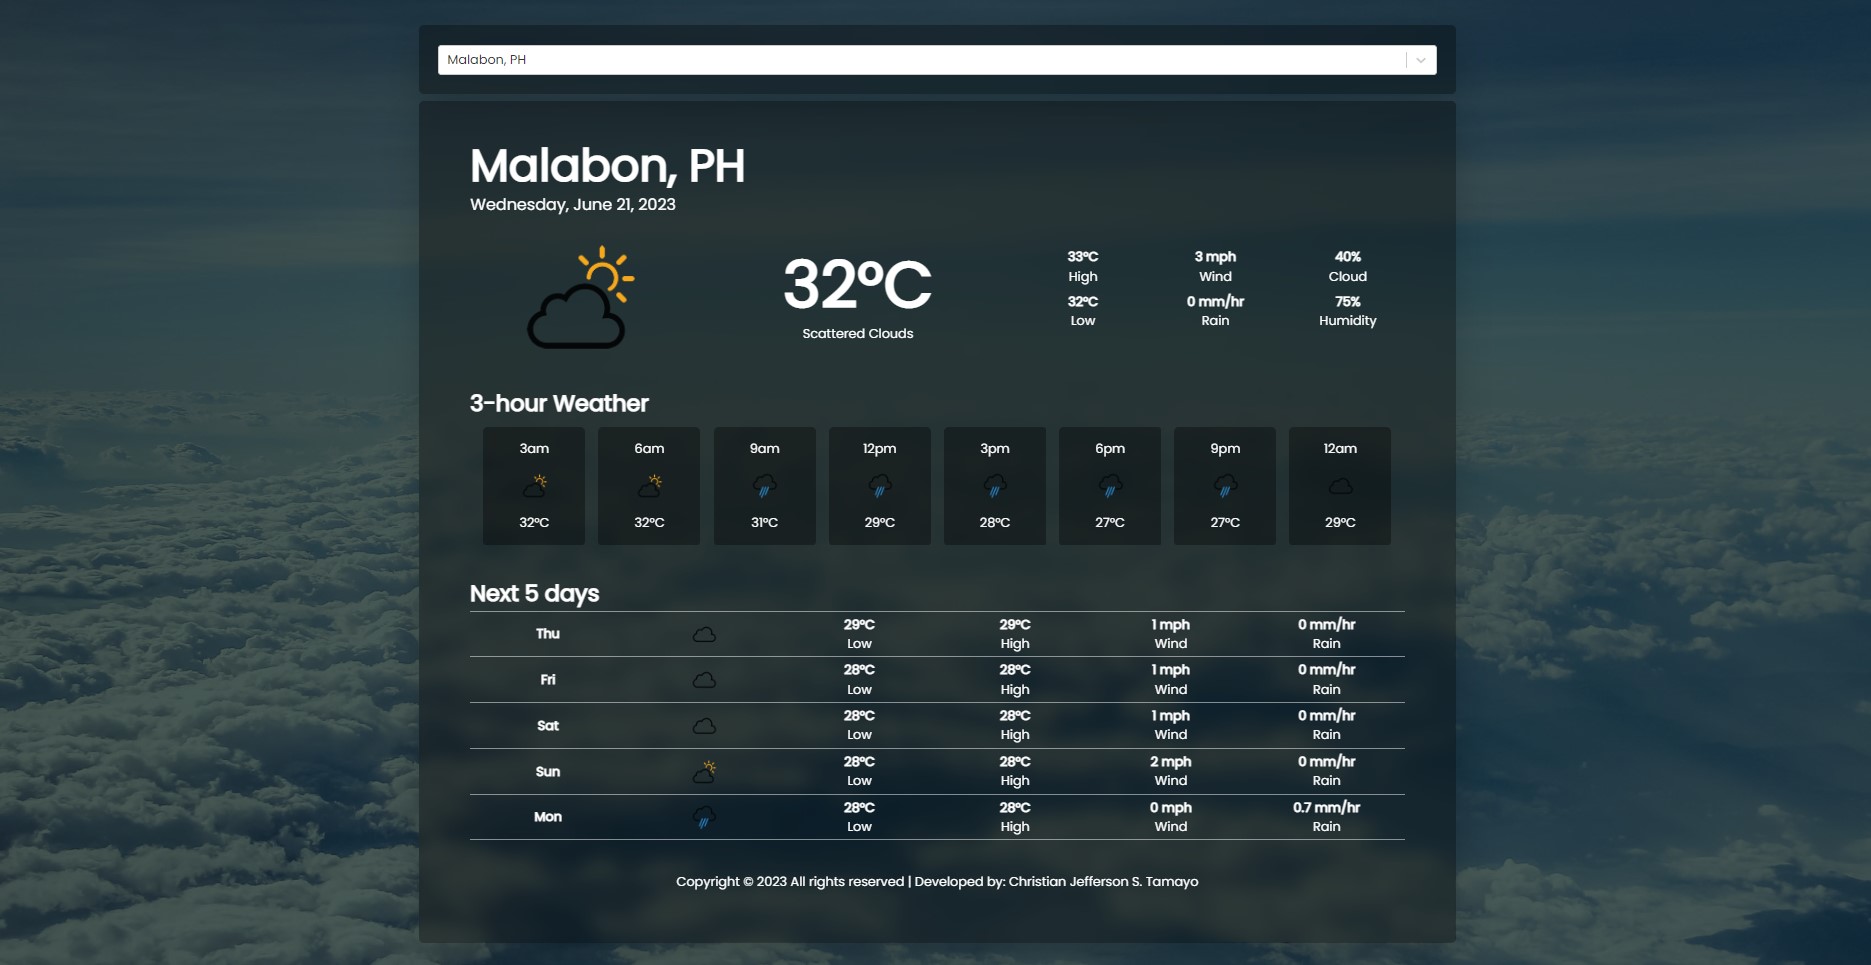 Malabon, PH
Malabon, PH
Wednesday, June 21, 2023
32°C
Scattered Clouds
33°C 3 mph 40%
High Wind Cloud
32°C 0 mm/hr 75%
Low Rain Humidity
3-hour Weather
3am 6am 9am 12pm 3pm 6pm 9pm 12am
32°C 32°C 31°C 29°C 28°C 27°C 27°C 29°C
Next 5 days
Thu
29°C 29°C 1 mph 0 mm/hr
Low High Wind Rain
Fri
28°C 28°C 1 mph 0 mm/hr
Low High Wind Rain
Sat
28°C 28°C 1 mph 0 mm/hr
Low High Wind Rain
Sun
28°C 28°C 2 mph 0 mm/hr
Low High Wind Rain
Mon
28°C 28°C 0 mph 0.7 mm/hr
Low High Wind Rain
Copyright © 2023 All rights reserved | Developed by: Christian Jefferson S. Tamayo